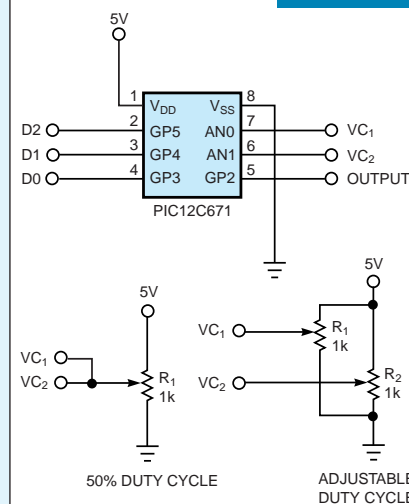 5V
1 V_DD V_SS 8
D2 2 GP5 AN0 7 VC₁
D1 3 GP4 AN1 6 VC₂
D0 4 GP3 GP2 5 OUTPUT
PIC12C671
5V
VC₁
VC₂
R₁
1k
50% DUTY CYCLE
5V
VC₁
R₁
1k
VC₂
R₂
1k
ADJUSTABLE
DUTY CYCLE